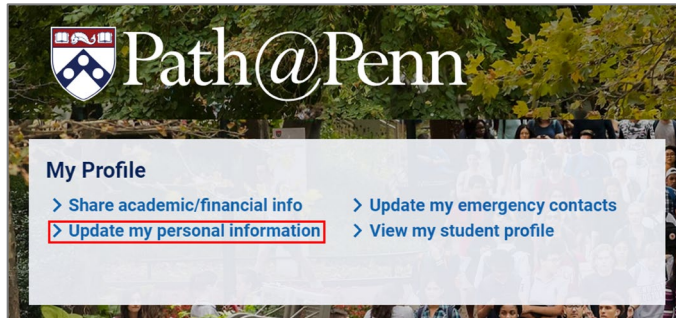 Path@Penn
My Profile
> Share academic/financial info
> Update my emergency contacts
> Update my personal information
> View my student profile